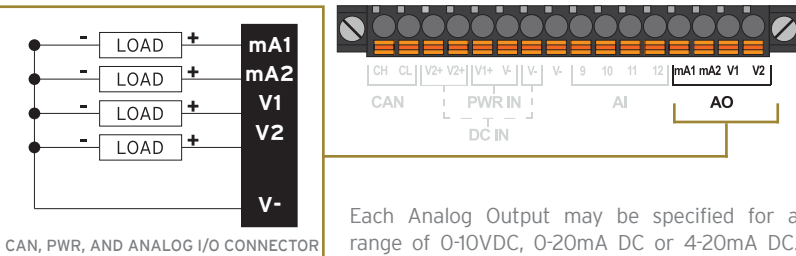 - LOAD + mA1
- LOAD + mA2
- LOAD + V1
- LOAD + V2
V-
CAN, PWR, AND ANALOG I/O CONNECTOR
CH CL V2+ V2+ V1+ V- V- V- 9 10 11 12 mA1 mA2 V1 V2
CAN PWR IN AI AO
DC IN
Each Analog Output may be specified for a
range of 0-10VDC, 0-20mA DC or 4-20mA DC.